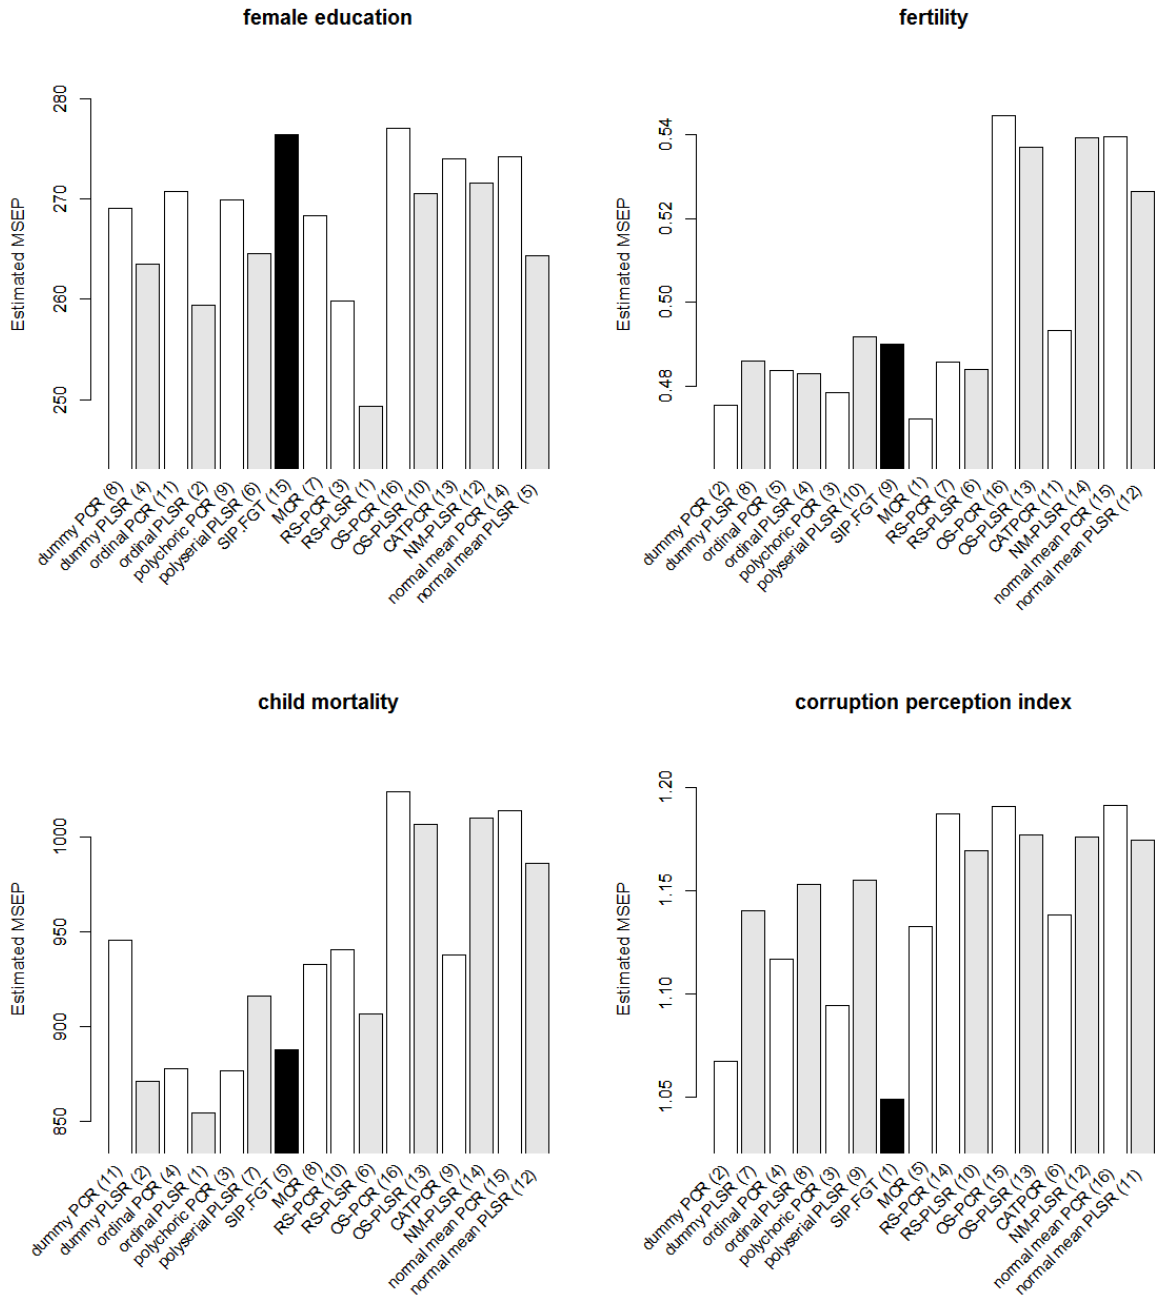 female education
Estimated MSEP
280
270
260
250
dummy PCR (8)
dummy PLSR (4)
ordinal PCR (11)
ordinal PLSR (2)
polychoric PCR (9)
polyserial PLSR (6)
SIP.FGT (15)
MCR (7)
RS-PCR (3)
RS-PLSR (1)
OS-PCR (16)
OS-PLSR (10)
CATPCR (13)
NM-PLSR (12)
normal mean PCR (14)
normal mean PLSR (5)
fertility
Estimated MSEP
0.54
0.52
0.50
0.48
dummy PCR (2)
dummy PLSR (8)
ordinal PCR (5)
ordinal PLSR (4)
polychoric PCR (3)
polyserial PLSR (10)
SIP.FGT (9)
MCR (1)
RS-PCR (7)
RS-PLSR (6)
OS-PCR (16)
OS-PLSR (13)
CATPCR (11)
NM-PLSR (14)
normal mean PCR (15)
normal mean PLSR (12)
child mortality
Estimated MSEP
1000
950
900
850
dummy PCR (11)
dummy PLSR (2)
ordinal PCR (4)
ordinal PLSR (1)
polychoric PCR (3)
polyserial PLSR (7)
SIP.FGT (5)
MCR (8)
RS-PCR (10)
RS-PLSR (6)
OS-PCR (16)
OS-PLSR (13)
CATPCR (9)
NM-PLSR (14)
normal mean PCR (15)
normal mean PLSR (12)
corruption perception index
Estimated MSEP
1.20
1.15
1.10
1.05
dummy PCR (2)
dummy PLSR (7)
ordinal PCR (4)
ordinal PLSR (8)
polychoric PCR (3)
polyserial PLSR (9)
SIP.FGT (1)
MCR (5)
RS-PCR (14)
RS-PLSR (10)
OS-PCR (15)
OS-PLSR (13)
CATPCR (6)
NM-PLSR (12)
normal mean PCR (16)
normal mean PLSR (11)